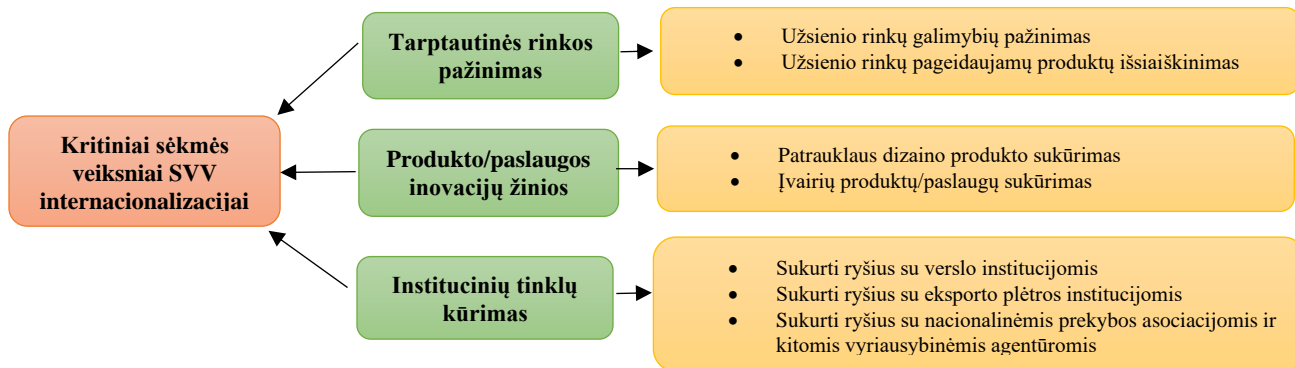 Kritiniai sėkmės
veiksniai SVV
internacionalizacijai
Tarptautinės rinkos
pažinimas
• Užsienio rinkų galimybių pažinimas
• Užsienio rinkų pageidaujamų produktų išsiaiškinimas
Produkto/paslaugos
inovacijų žinios
• Patrauklaus dizaino produkto sukūrimas
• Įvairių produktų/paslaugų sukūrimas
Institucinių tinklų
kūrimas
• Sukurti ryšius su verslo institucijomis
• Sukurti ryšius su eksporto plėtros institucijomis
• Sukurti ryšius su nacionalinėmis prekybos asociacijomis ir
kitomis vyriausybinėmis agentūromis